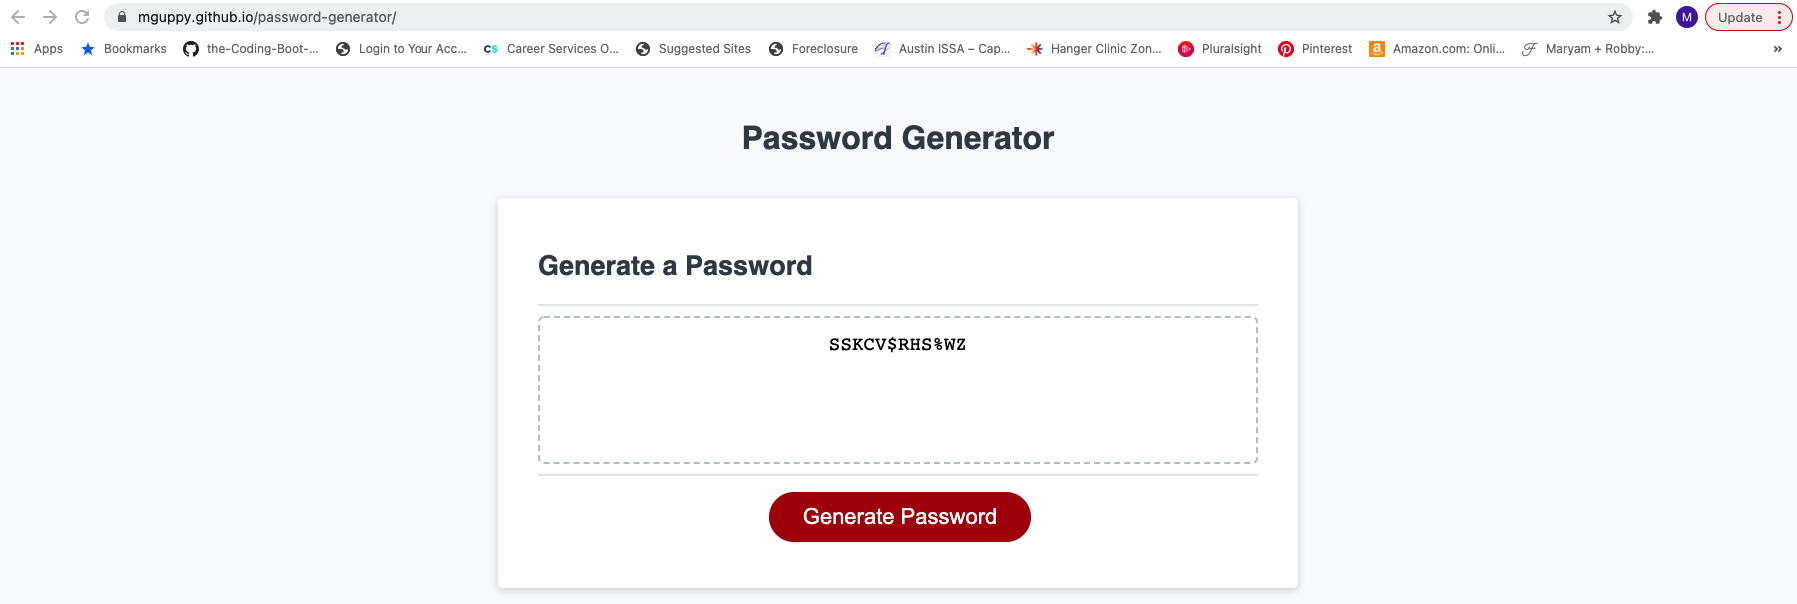 mguppy.github.io/password-generator/
M
Update
Apps
Bookmarks
the-Coding-Boot-...
Login to Your Acc...
CS
Career Services O...
Suggested Sites
Foreclosure
Austin ISSA – Cap...
Hanger Clinic Zon...
Pluralsight
Pinterest
a
Amazon.com: Onli...
Maryam + Robby:...
»
Password Generator
Generate a Password
SSKCV$RHS%WZ
Generate Password